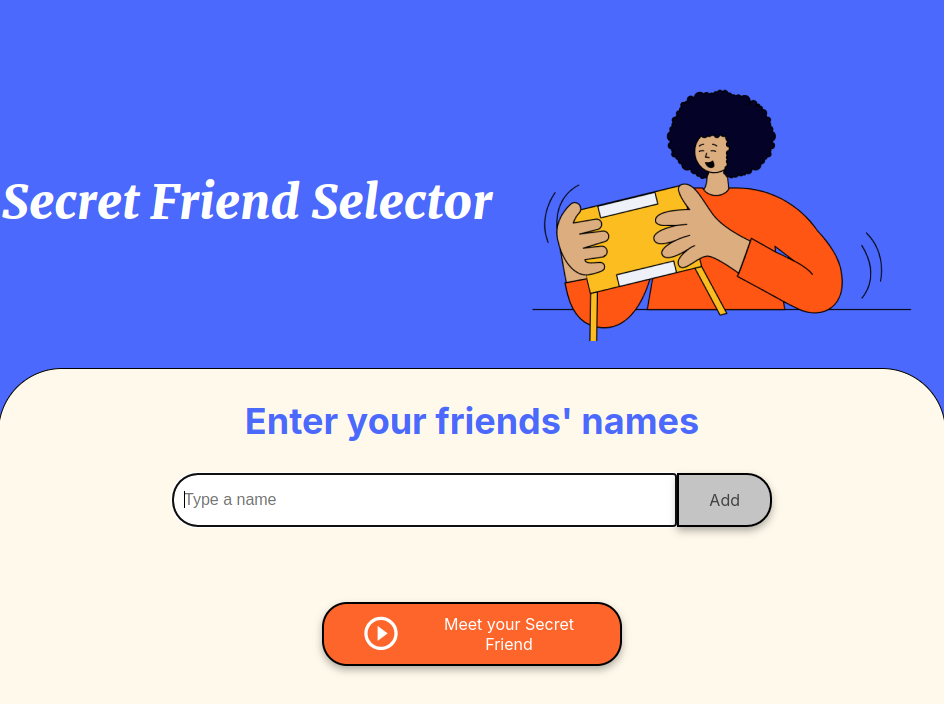 Secret Friend Selector
Enter your friends' names
Type a name
Add
Meet your Secret
Friend